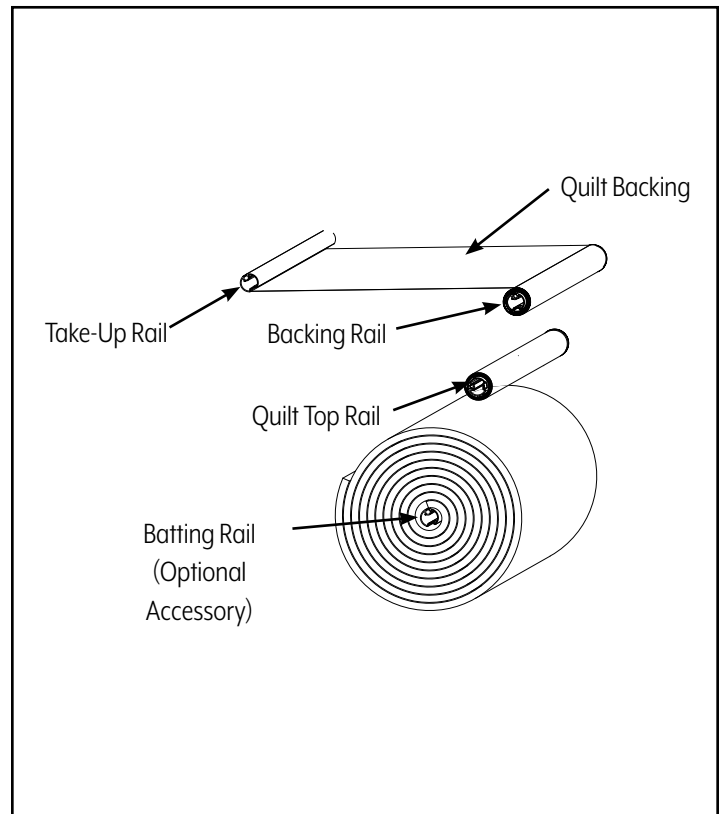 Quilt Backing
Take-Up Rail
Backing Rail
Quilt Top Rail
Batting Rail
(Optional
Accessory)